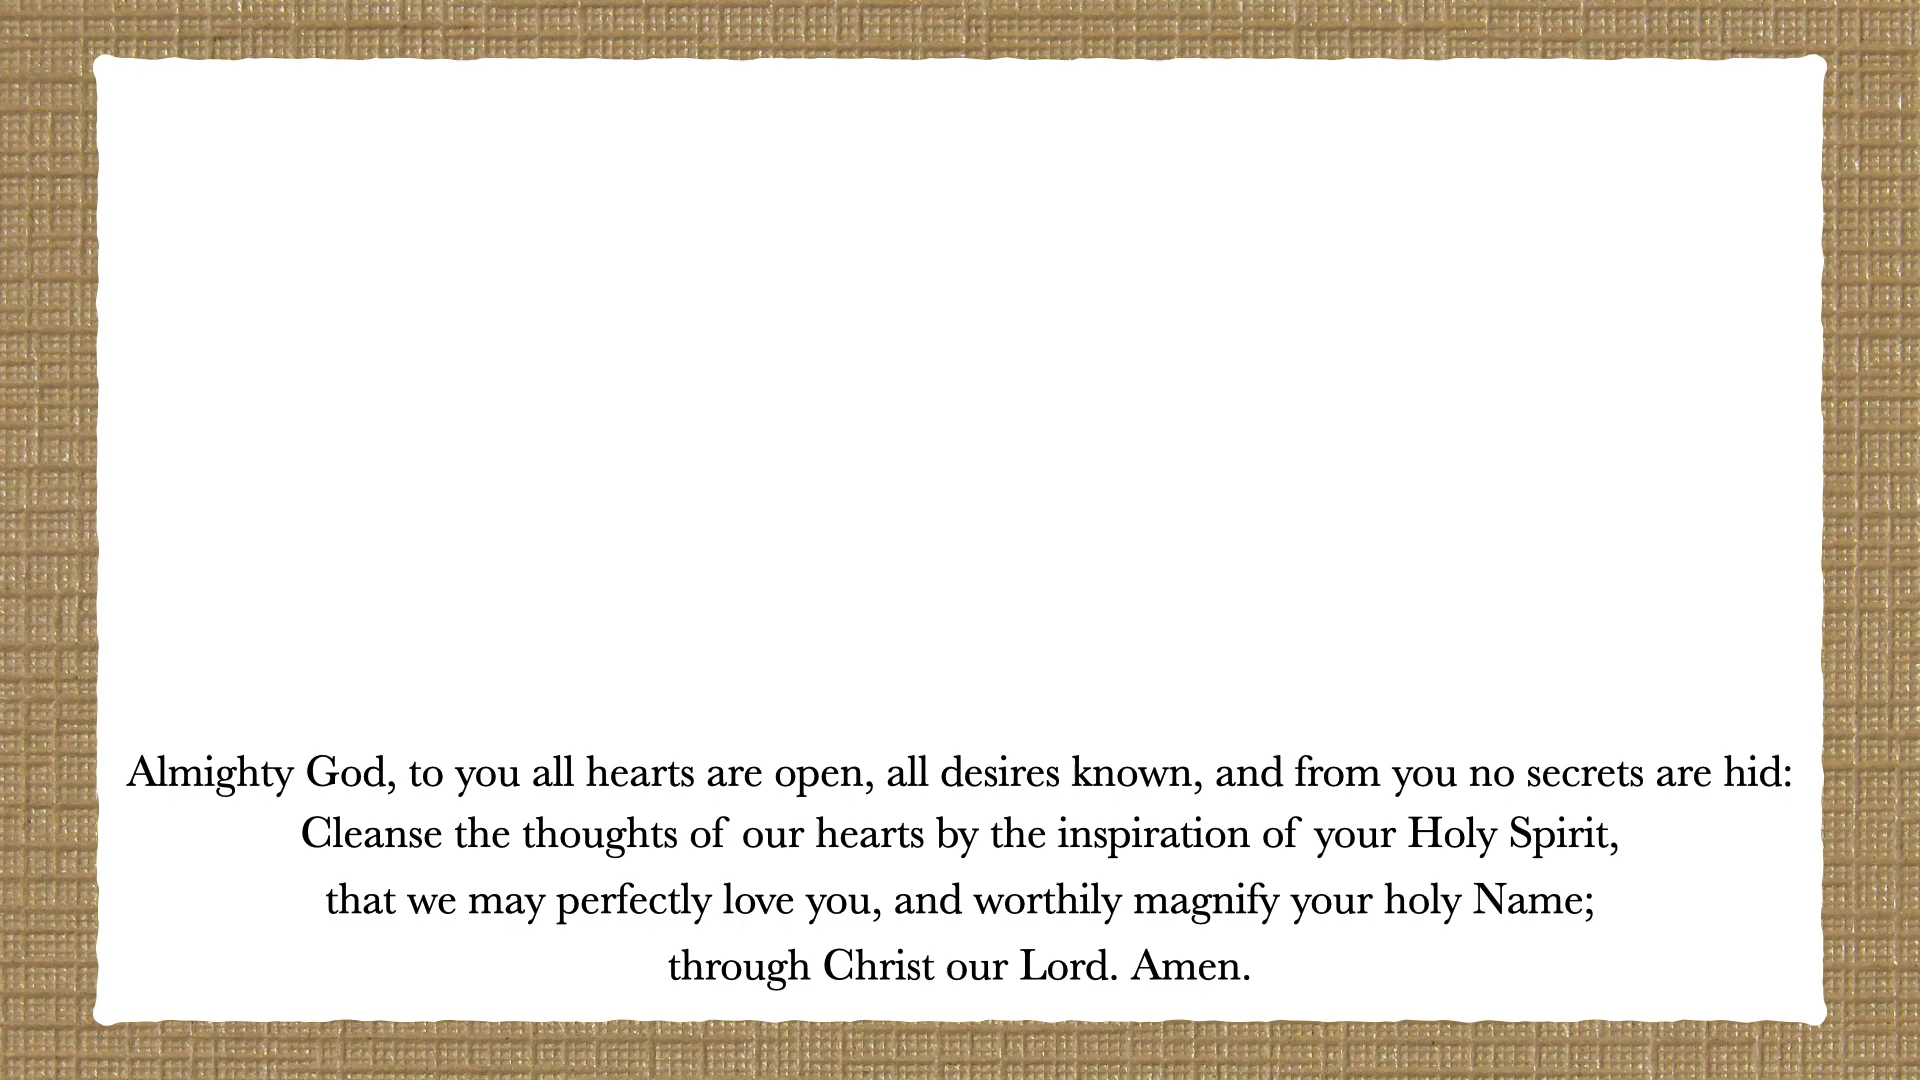 Almighty God, to you all hearts are open, all desires known, and from you no secrets are hid:
Cleanse the thoughts of our hearts by the inspiration of your Holy Spirit,
that we may perfectly love you, and worthily magnify your holy Name;
through Christ our Lord. Amen.